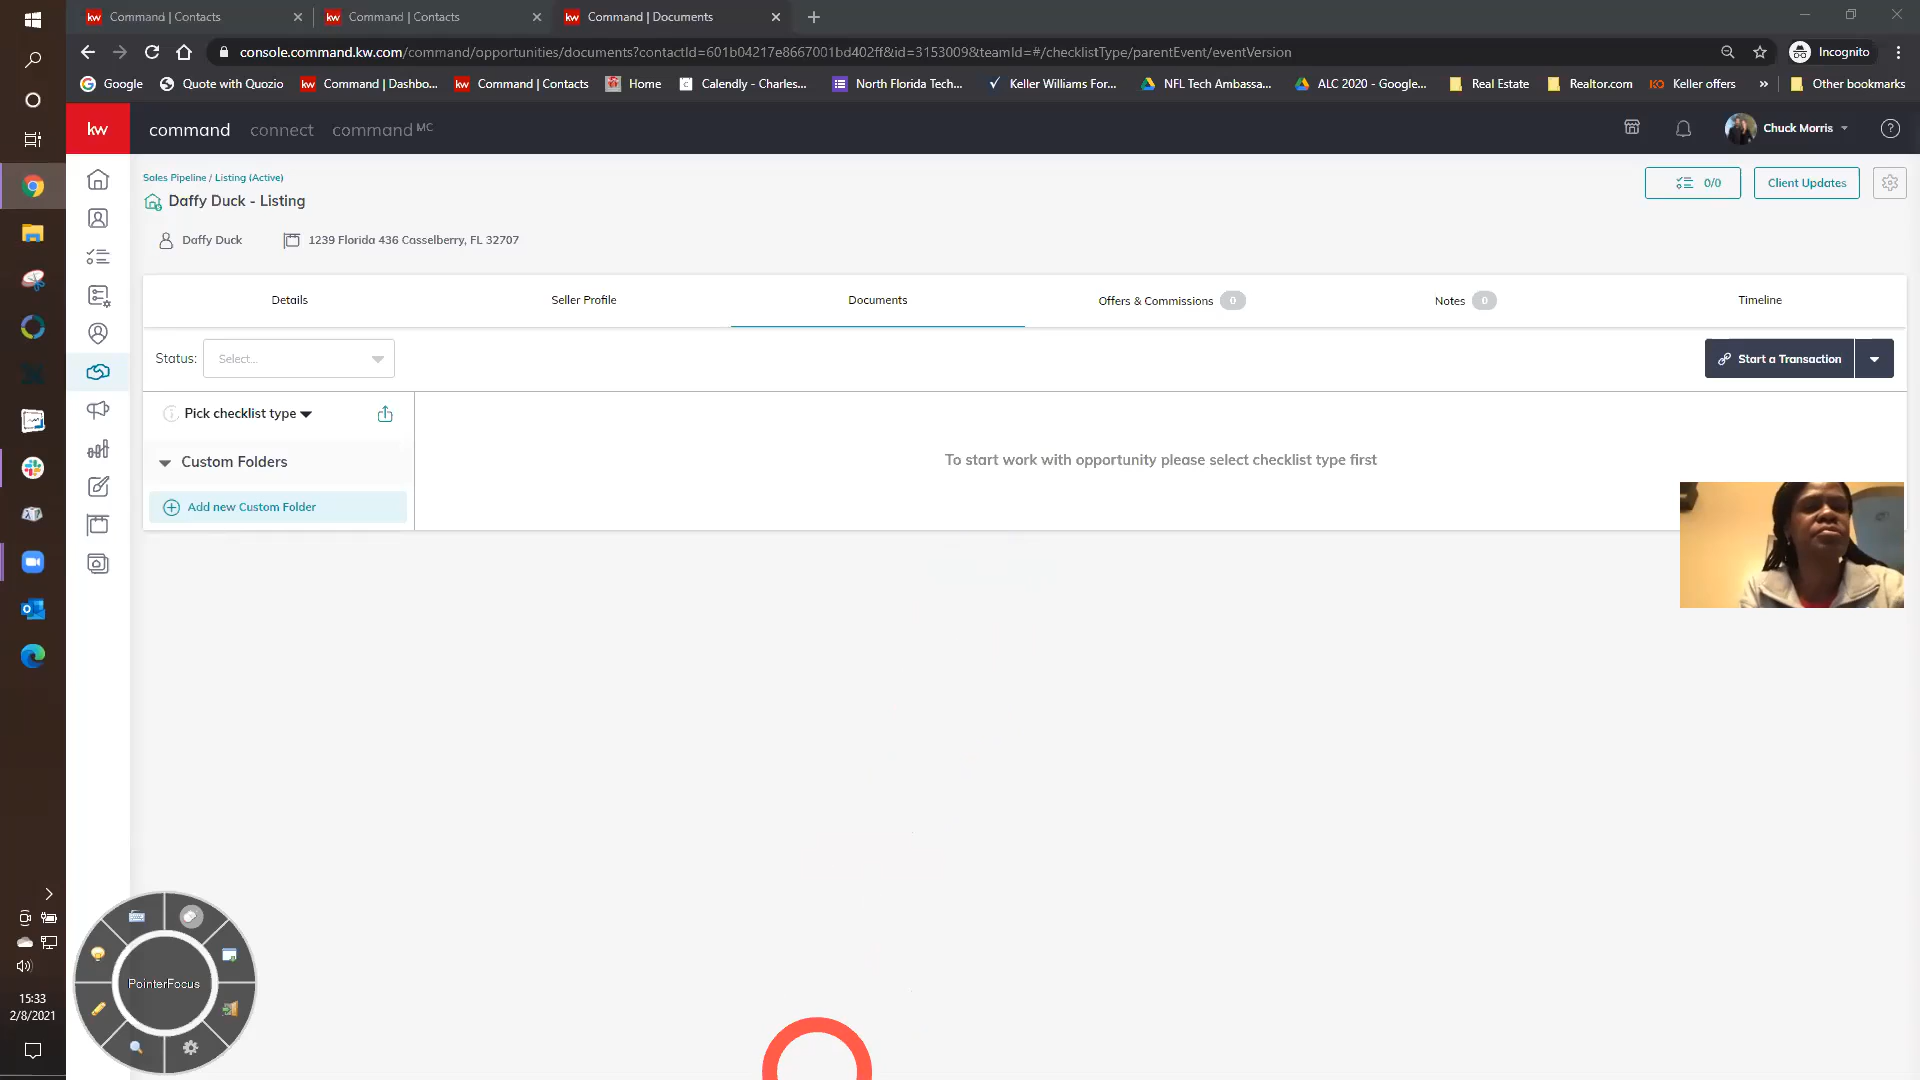 Command | Contacts
Command | Contacts
Command | Documents
console.command.kw.com/command/opportunities/documents?contactId=601b04217e8667001bd402ff&id=3153009&teamId=#/checklistType/parentEvent/eventVersion
Incognito
Google
Quote with Quozio
Command | Dashbo...
Command | Contacts
Home
Calendly - Charles...
North Florida Tech...
Keller Williams For...
NFL Tech Ambassa...
ALC 2020 - Google...
Real Estate
Realtor.com
Keller offers
»
Other bookmarks
kw
command
connect
command MC
Chuck Morris
Sales Pipeline / Listing (Active)
Daffy Duck - Listing
0/0
Client Updates
Daffy Duck
1239 Florida 436 Casselberry, FL 32707
Details
Seller Profile
Documents
Offers & Commissions 0
Notes 0
Timeline
Status: Select...
Start a Transaction
Pick checklist type
To start work with opportunity please select checklist type first
Custom Folders
Add new Custom Folder
PointerFocus
15:33
2/8/2021